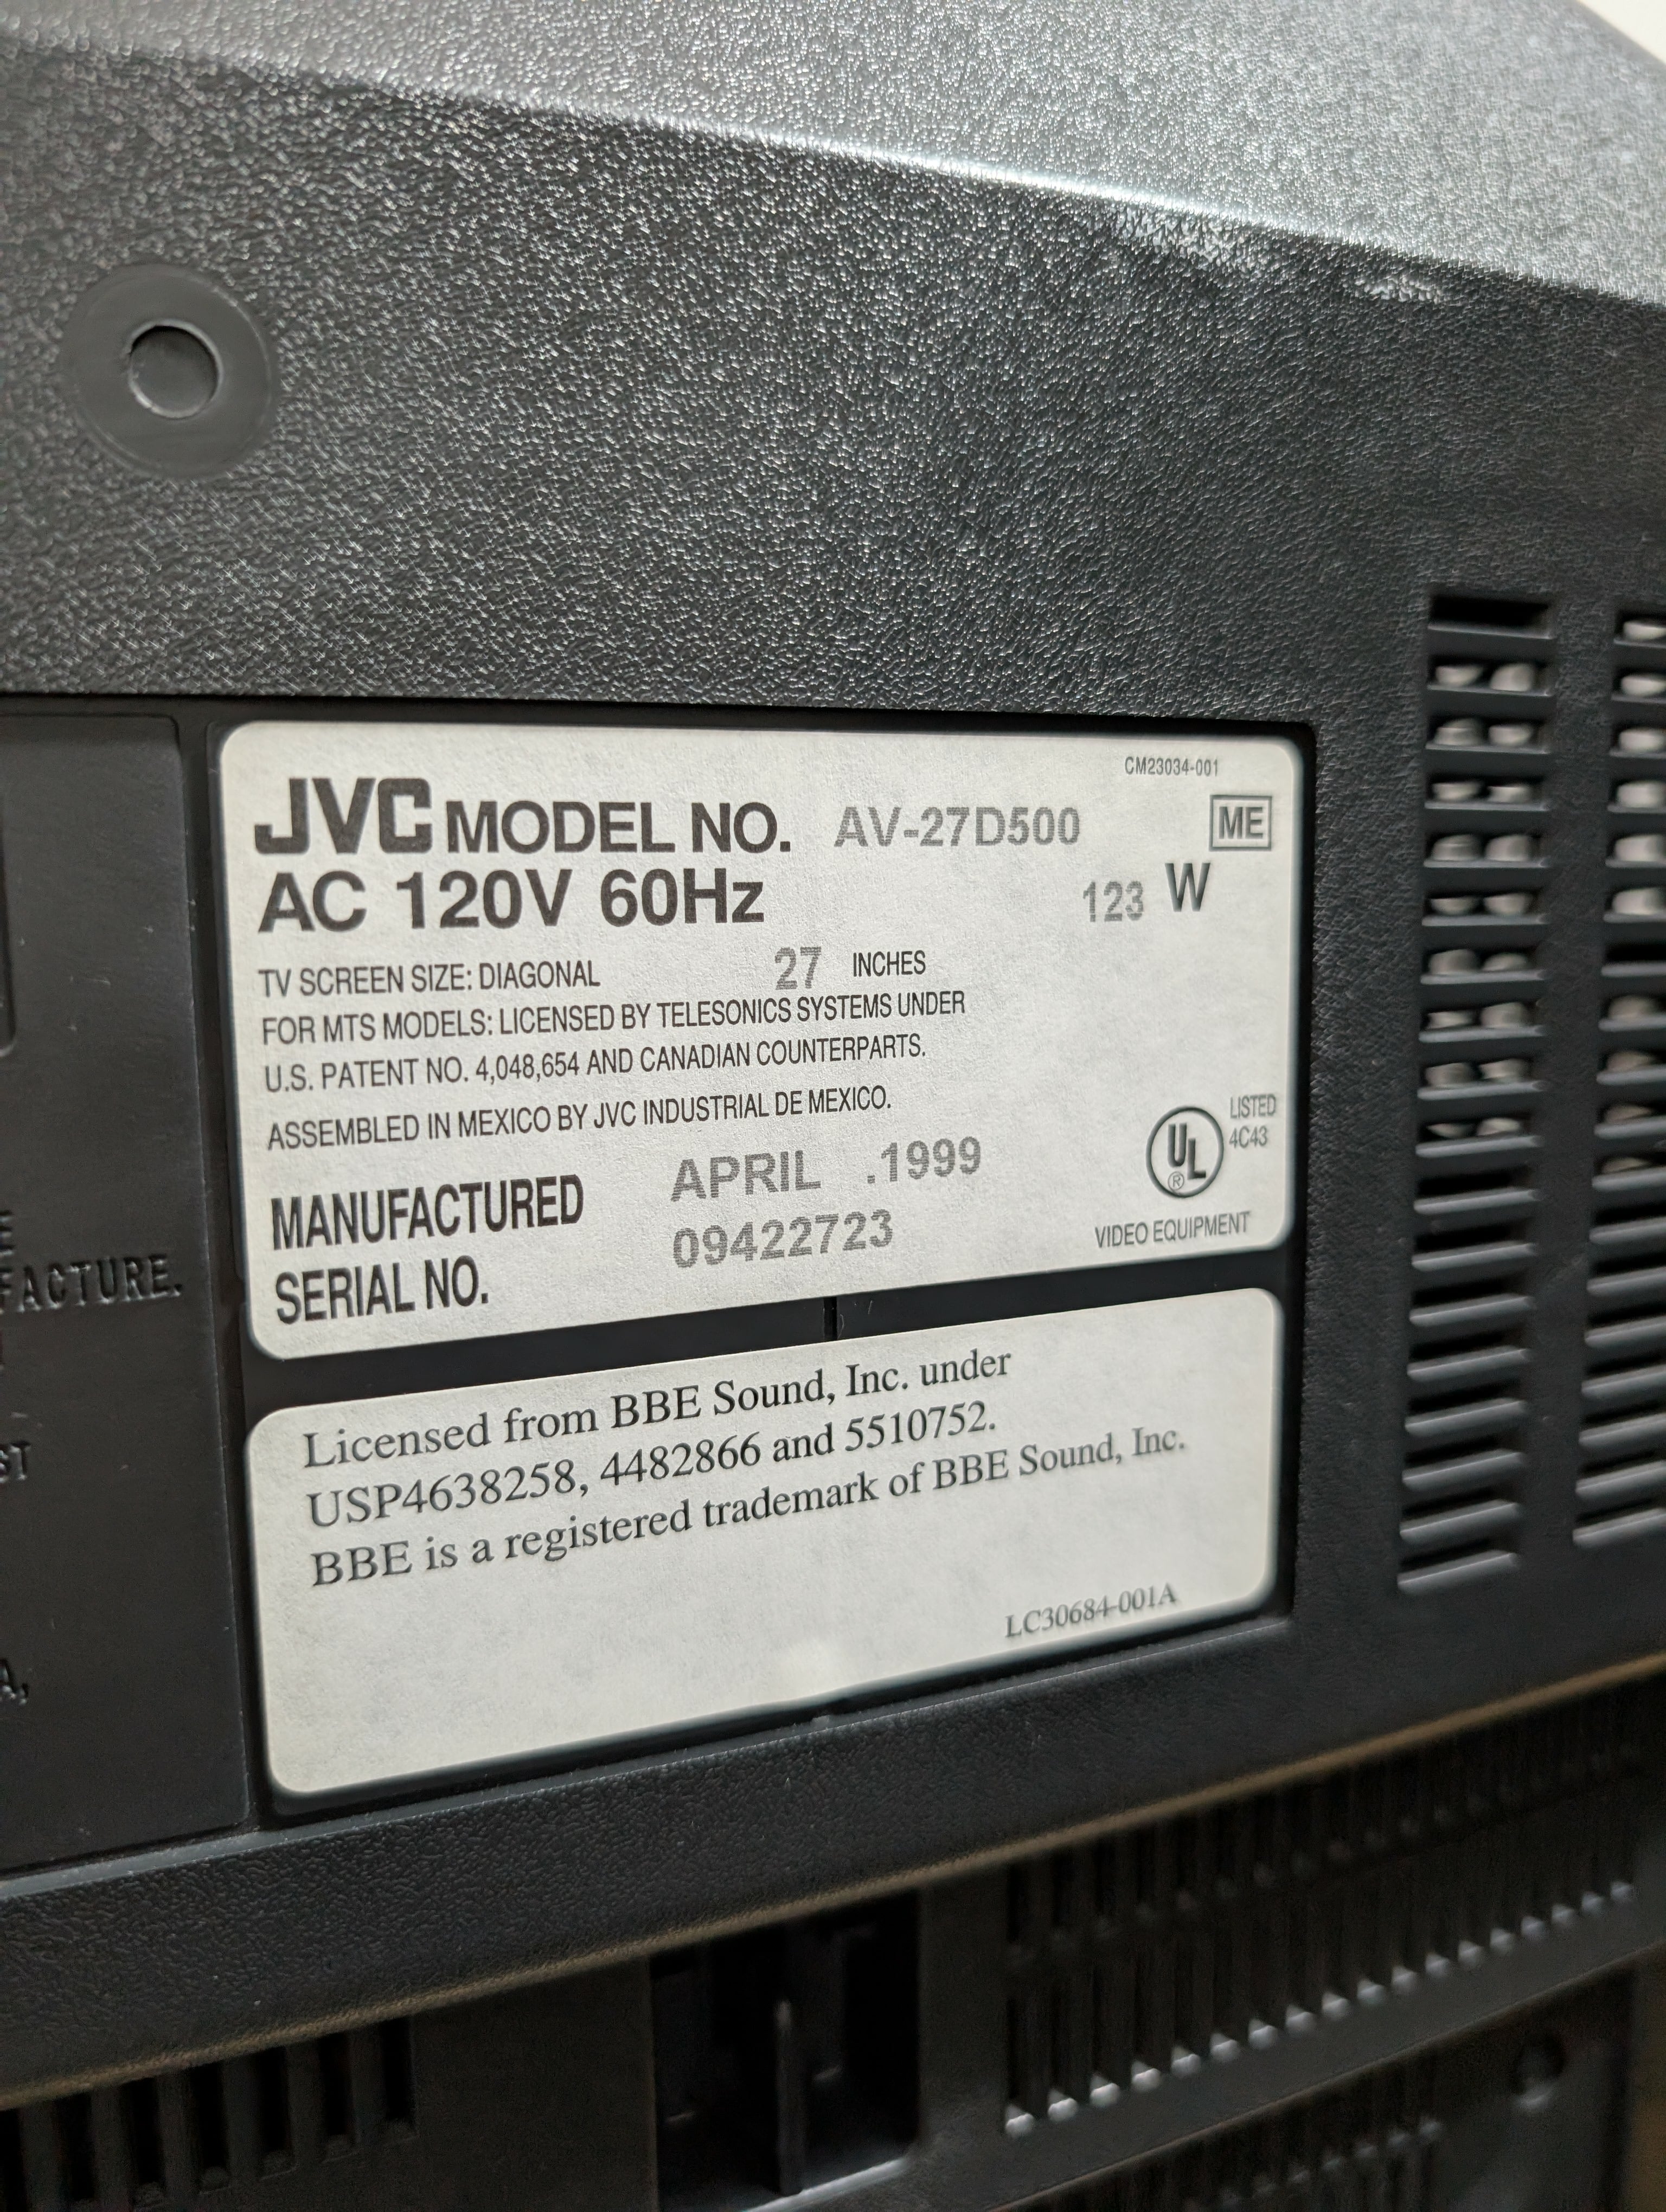 CM23034-001
JVC MODEL NO. AV-27D500 ME
AC 120V 60Hz 123 W
TV SCREEN SIZE: DIAGONAL 27 INCHES
FOR MTS MODELS: LICENSED BY TELESONICS SYSTEMS UNDER
U.S. PATENT NO. 4,048,654 AND CANADIAN COUNTERPARTS.
ASSEMBLED IN MEXICO BY JVC INDUSTRIAL DE MEXICO.
MANUFACTURED APRIL .1999
SERIAL NO. 09422723
UL ®
LISTED
4C43
VIDEO EQUIPMENT
Licensed from BBE Sound, Inc. under
USP4638258, 4482866 and 5510752.
BBE is a registered trademark of BBE Sound, Inc.
LC30684-001A
FACTURE.